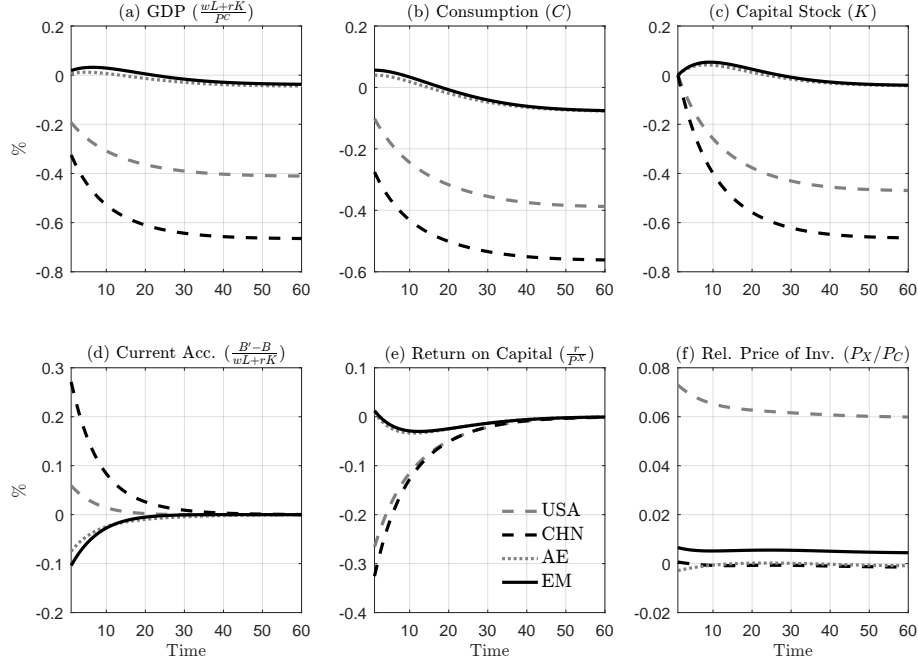 (a) GDP (wL+rK/P^C)
(b) Consumption (C)
(c) Capital Stock (K)
0.2
0
-0.2
-0.4
-0.6
-0.8
%
10 20 30 40 50 60
0.2
0
-0.2
-0.4
-0.6
10 20 30 40 50 60
0.2
0
-0.2
-0.4
-0.6
-0.8
10 20 30 40 50 60
(d) Current Acc. (B′−B/wL+rK)
(e) Return on Capital (r/P^X)
(f) Rel. Price of Inv. (P_X/P_C)
0.3
0.2
0.1
0
-0.1
-0.2
%
10 20 30 40 50 60
Time
0.1
0
-0.1
-0.2
-0.3
-0.4
USA
CHN
AE
EM
10 20 30 40 50 60
Time
0.08
0.06
0.04
0.02
0
-0.02
10 20 30 40 50 60
Time